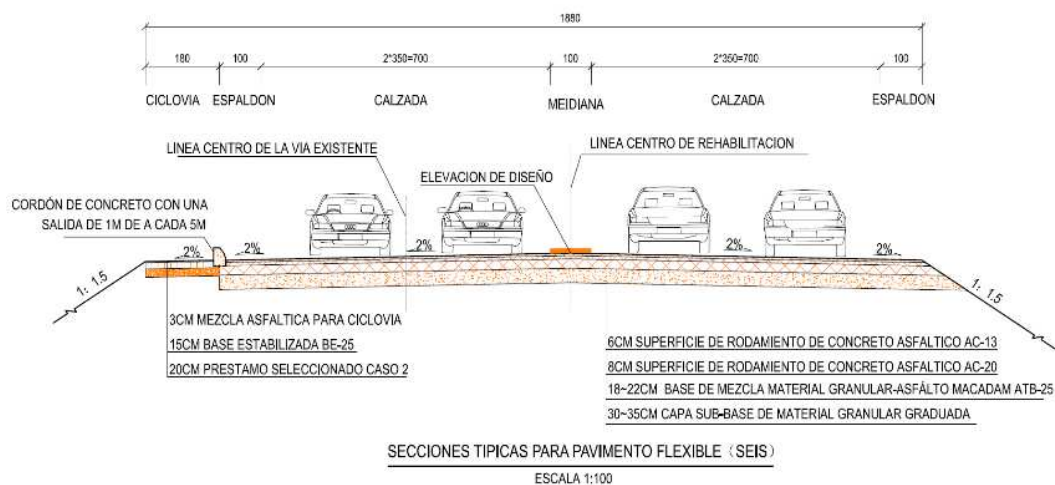 1880
180 100 2*350=700 100 2*350=700 100
CICLOVIA ESPALDON CALZADA MEIDIANA CALZADA ESPALDON
LINEA CENTRO DE LA VIA EXISTENTE
LINEA CENTRO DE REHABILITACION
ELEVACION DE DISEÑO
CORDÓN DE CONCRETO CON UNA
SALIDA DE 1M DE A CADA 5M
2% 2% 2% 2% 2%
1: 1.5
1: 1.5
3CM MEZCLA ASFALTICA PARA CICLOVIA
15CM BASE ESTABILIZADA BE-25
20CM PRESTAMO SELECCIONADO CASO 2
6CM SUPERFICIE DE RODAMIENTO DE CONCRETO ASFALTICO AC-13
8CM SUPERFICIE DE RODAMIENTO DE CONCRETO ASFALTICO AC-20
18~22CM BASE DE MEZCLA MATERIAL GRANULAR-ASFÁLTO MACADAM ATB-25
30~35CM CAPA SUB-BASE DE MATERIAL GRANULAR GRADUADA
SECCIONES TIPICAS PARA PAVIMENTO FLEXIBLE (SEIS)
ESCALA 1:100